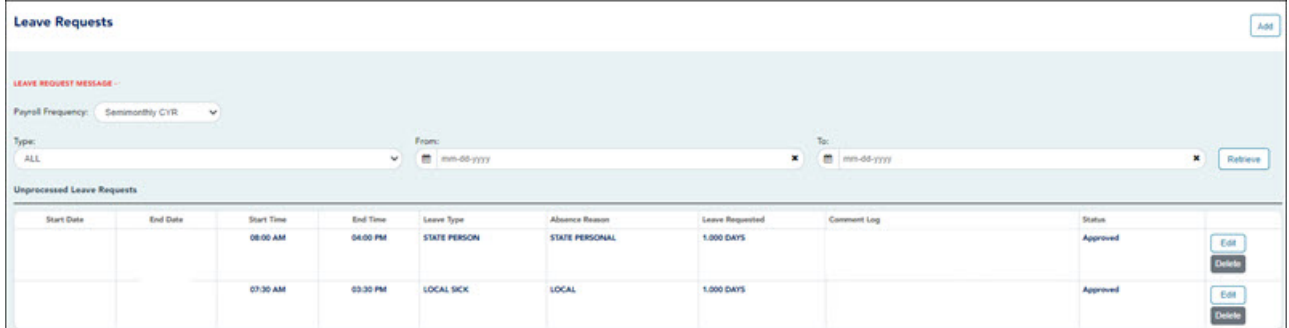 Leave Requests
Add
LEAVE REQUEST MESSAGE -
Payroll Frequency: Semimonthly CYR
Type: From: To:
ALL mm-dd-yyyy mm-dd-yyyy Retrieve
Unprocessed Leave Requests
Start Date End Date Start Time End Time Leave Type Absence Reason Leave Requested Comment Log Status
08:00 AM 04:00 PM STATE PERSON STATE PERSONAL 1.000 DAYS Approved Edit
Delete
07:30 AM 03:30 PM LOCAL SICK LOCAL 1.000 DAYS Approved Edit
Delete